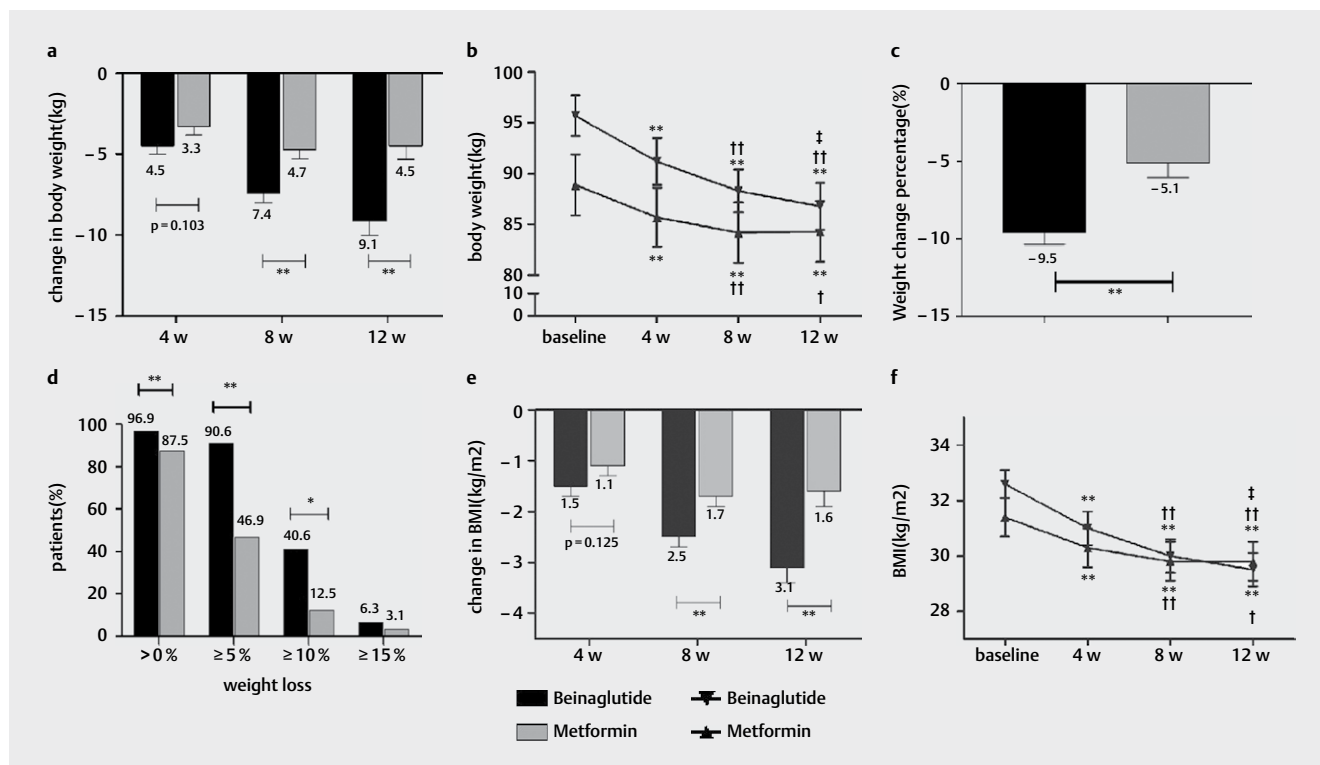 a
change in body weight(kg)
0
−5
−10
−15
4.5
3.3
p = 0.103
7.4
4.7
**
9.1
4.5
**
4 w
8 w
12 w
b
body weight(kg)
100
95
90
85
80
10
0
**
**
††
**
**
††
‡
††
**
**
†
baseline
4 w
8 w
12 w
c
Weight change percentage(%)
0
−5
−10
−15
−9.5
−5.1
**
d
patients(%)
100
80
60
40
20
0
**
96.9
87.5
**
90.6
46.9
*
40.6
12.5
6.3
3.1
>0%
≥5%
≥10%
≥15%
weight loss
e
change in BMI(kg/m2)
0
−1
−2
−3
−4
1.5
1.1
p = 0.125
2.5
1.7
**
3.1
1.6
**
4 w
8 w
12 w
f
BMI(kg/m2)
34
32
30
28
**
**
††
**
**
††
‡
††
**
**
†
baseline
4 w
8 w
12 w
Beinaglutide
Beinaglutide
Metformin
Metformin